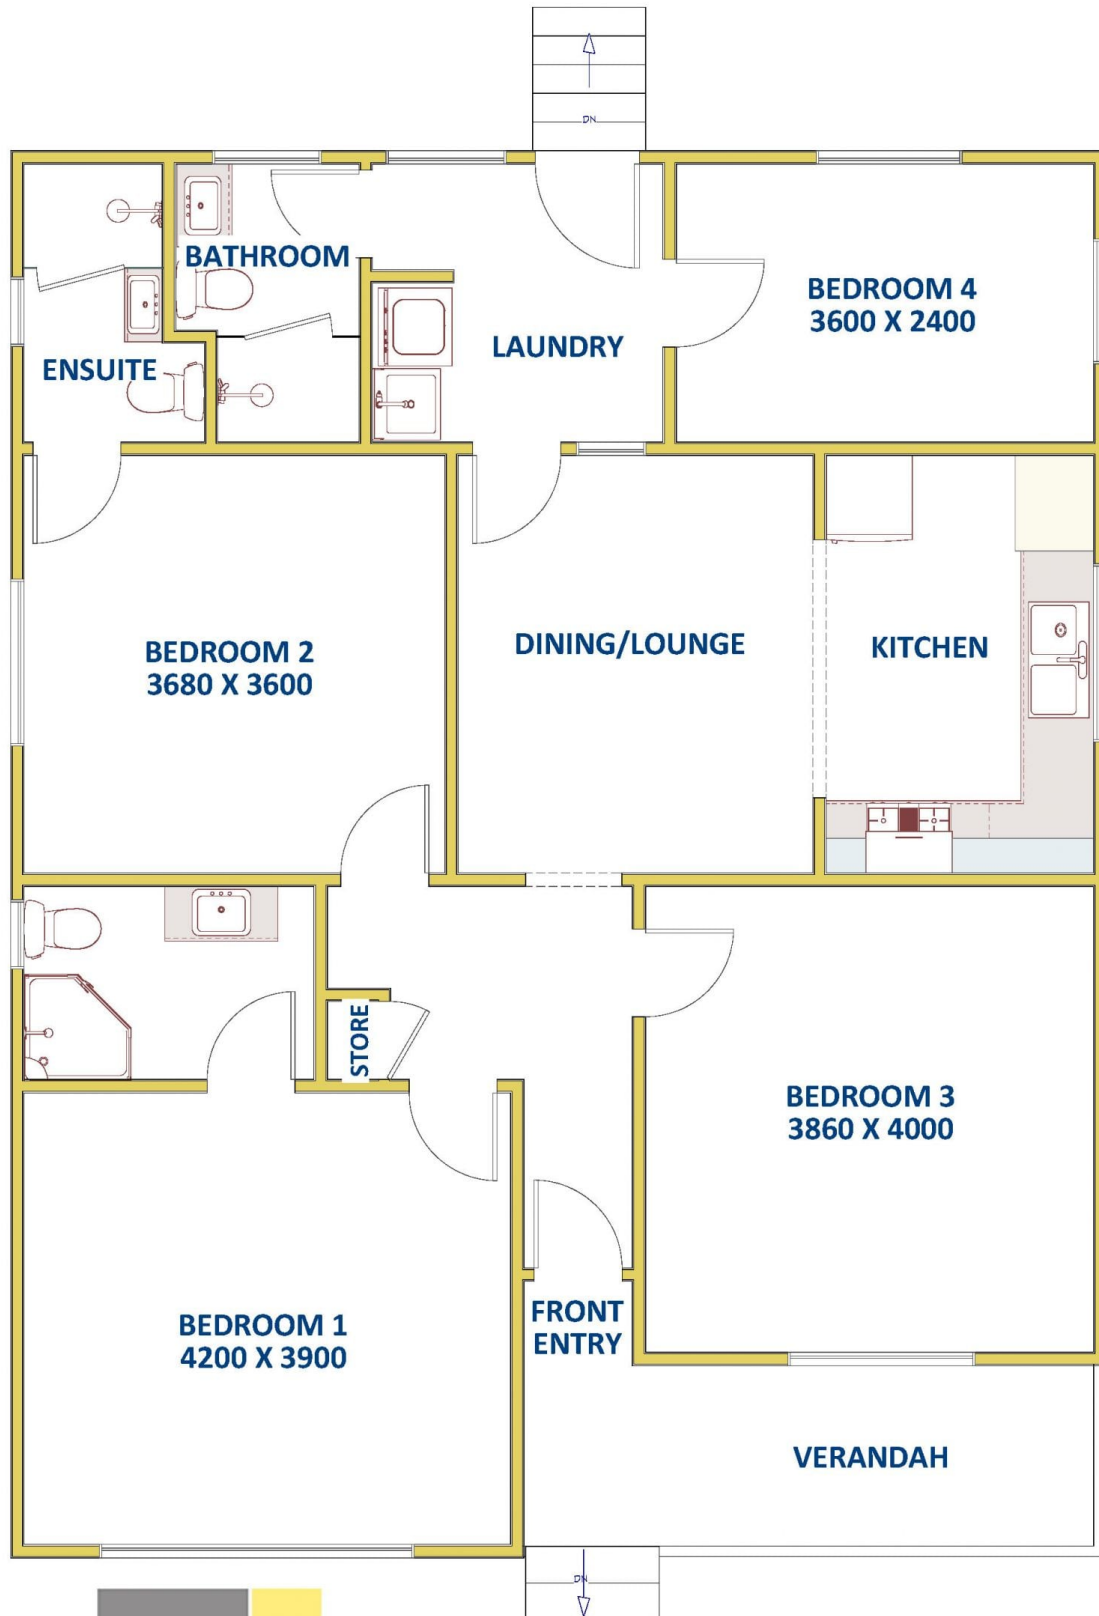 DN
BATHROOM
BEDROOM 4
3600 X 2400
LAUNDRY
ENSUITE
BEDROOM 2
3680 X 3600
DINING/LOUNGE
KITCHEN
STORE
BEDROOM 3
3860 X 4000
FRONT
ENTRY
BEDROOM 1
4200 X 3900
VERANDAH
DN